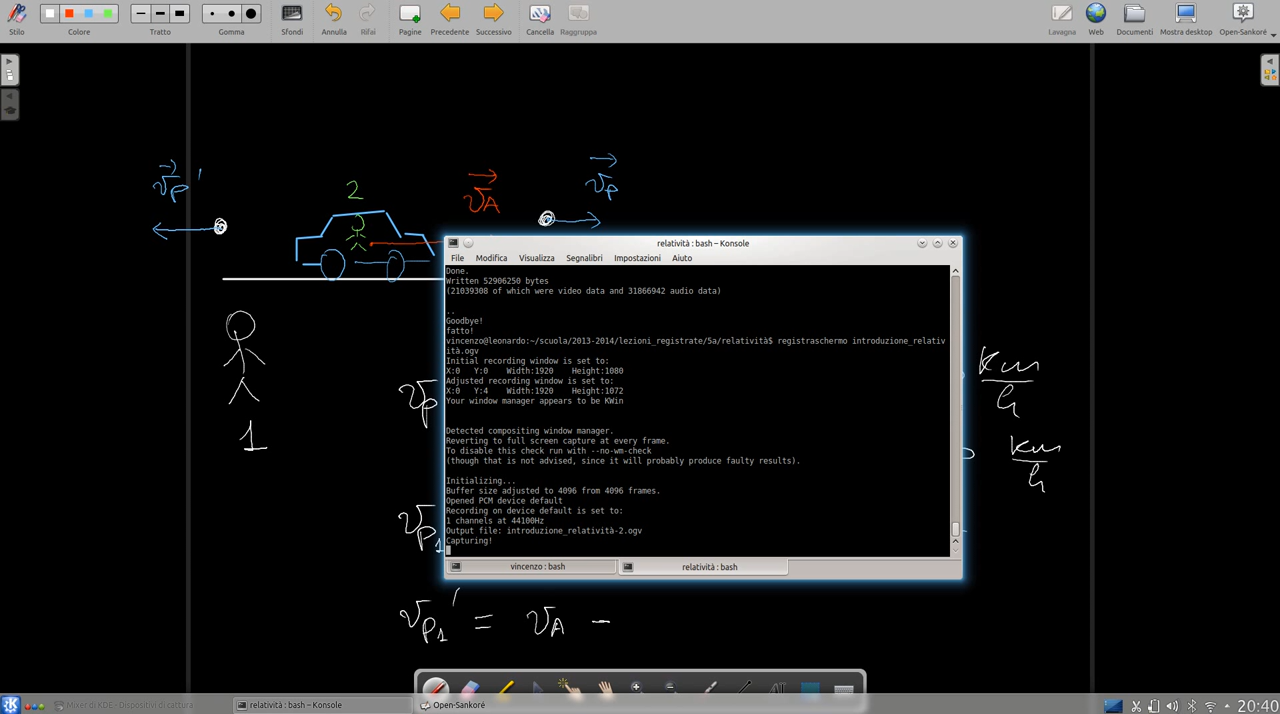 Stilo Colore Tratto Gomma Sfondi Annulla Rifai Pagine Precedente Successivo Cancella Raggruppa Lavagna Web Documenti Mostra desktop Open-Sankoré
vP'
2
vA
vP
relatività : bash – Konsole
File Modifica Visualizza Segnalibri Impostazioni Aiuto
Done.
Written 52906250 bytes
(21039308 of which were video data and 31866942 audio data)
..
Goodbye!
fatto!
vincenzo@leonardo:~/scuola/2013-2014/lezioni_registrate/5a/relatività$ registraschermo introduzione_relativ
ità.ogv
Initial recording window is set to:
X:0 Y:0 Width:1920 Height:1080
Adjusted recording window is set to:
X:0 Y:4 Width:1920 Height:1072
Your window manager appears to be KWin
Detected compositing window manager.
Reverting to full screen capture at every frame.
To disable this check run with --no-wm-check
(though that is not advised, since it will probably produce faulty results).
Initializing...
Buffer size adjusted to 4096 from 4096 frames.
Opened PCM device default
Recording on device default is set to:
1 channels at 44100Hz
Output file: introduzione_relatività-2.ogv
Capturing!
vincenzo : bash relatività : bash
1
vP
km/h
km/h
vP1
vP1' = vA –
Mixer di KDE - Dispositivi di cattura relatività : bash – Konsole Open-Sankoré 20:40